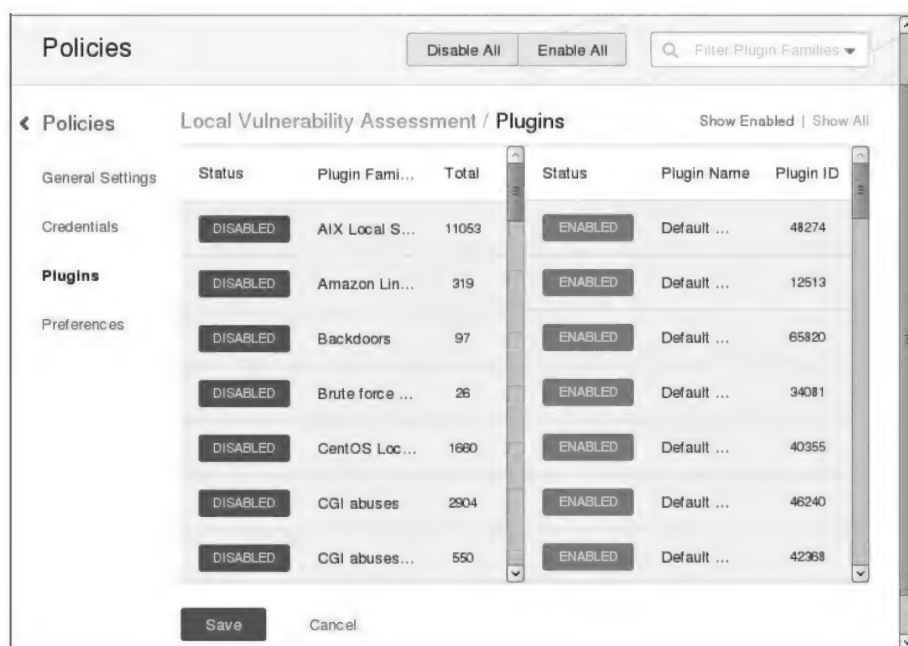 Policies Disable All Enable All Filter Plugin Families
Policies Local Vulnerability Assessment / Plugins Show Enabled | Show All
General Settings Status Plugin Fami... Total Status Plugin Name Plugin ID
Credentials DISABLED AIX Local S... 11053 ENABLED Default ... 48274
Plugins DISABLED Amazon Lin... 319 ENABLED Default ... 12513
Preferences DISABLED Backdoors 97 ENABLED Default ... 65820
DISABLED Brute force ... 26 ENABLED Default ... 34081
DISABLED CentOS Loc... 1660 ENABLED Default ... 40355
DISABLED CGI abuses 2904 ENABLED Default ... 46240
DISABLED CGI abuses... 550 ENABLED Default ... 42368
Save Cancel